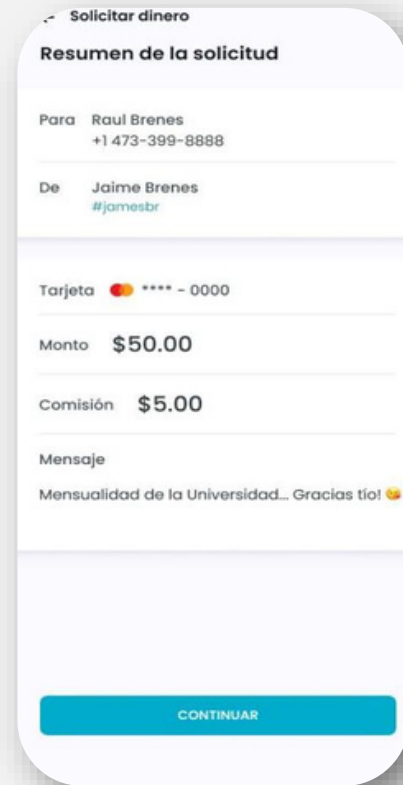 Solicitar dinero
Resumen de la solicitud
Para Raul Brenes
+1 473-399-8888
De Jaime Brenes
#jamesbr
Tarjeta **** - 0000
Monto $50.00
Comisión $5.00
Mensaje
Mensualidad de la Universidad... Gracias tío! 😘
CONTINUAR